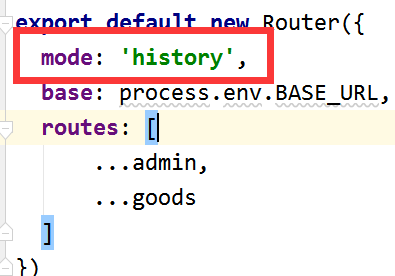 export default new Router({
mode: 'history',
base: process.env.BASE_URL,
routes: [
...admin,
...goods
]
})